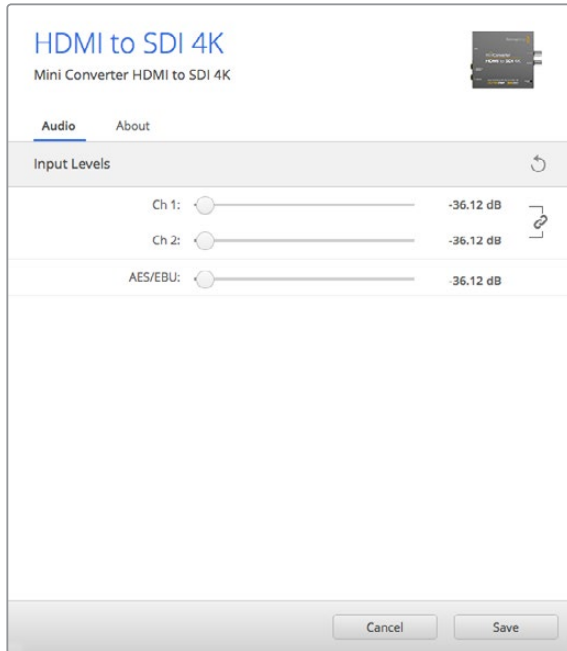 HDMI to SDI 4K
Mini Converter HDMI to SDI 4K
Audio About
Input Levels
Ch 1: -36.12 dB
Ch 2: -36.12 dB
AES/EBU: -36.12 dB
Cancel Save